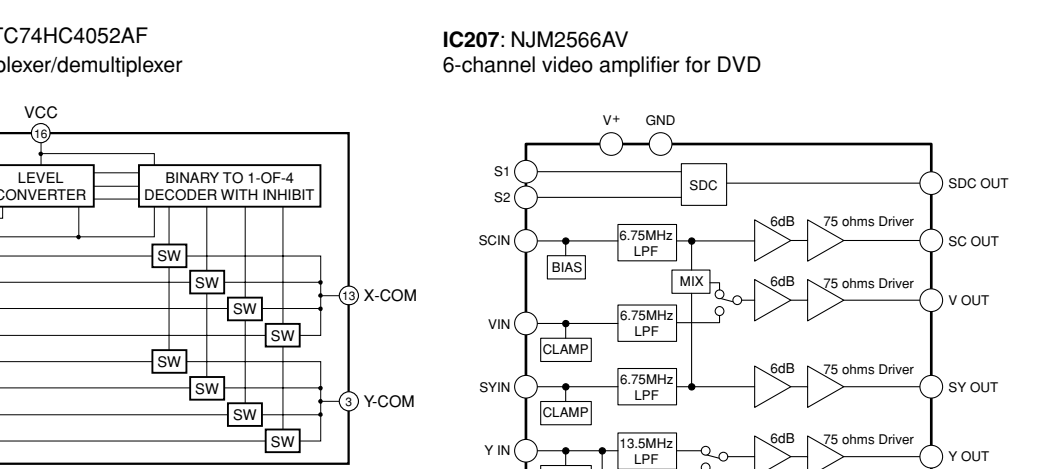 TC74HC4052AF
plexer/demultiplexer
VCC
16
LEVEL
CONVERTER
BINARY TO 1-OF-4
DECODER WITH INHIBIT
SW
SW
SW
SW
13 X-COM
SW
SW
SW
SW
3 Y-COM
IC207: NJM2566AV
6-channel video amplifier for DVD
V+ GND
S1
S2
SDC
SDC OUT
SCIN
BIAS
6.75MHz
LPF
6dB
75 ohms Driver
SC OUT
MIX
6dB
75 ohms Driver
V OUT
VIN
CLAMP
6.75MHz
LPF
SYIN
CLAMP
6.75MHz
LPF
6dB
75 ohms Driver
SY OUT
Y IN
13.5MHz
LPF
6dB
75 ohms Driver
Y OUT